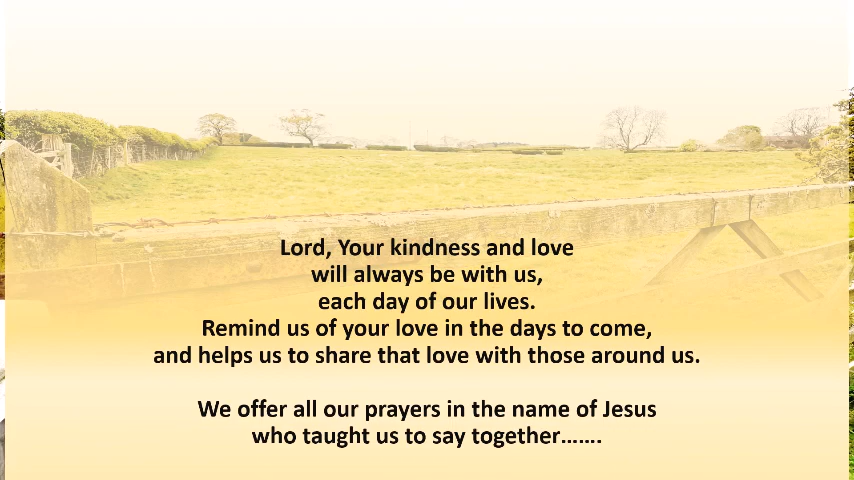 Lord, Your kindness and love
will always be with us,
each day of our lives.
Remind us of your love in the days to come,
and helps us to share that love with those around us.
We offer all our prayers in the name of Jesus
who taught us to say together…….